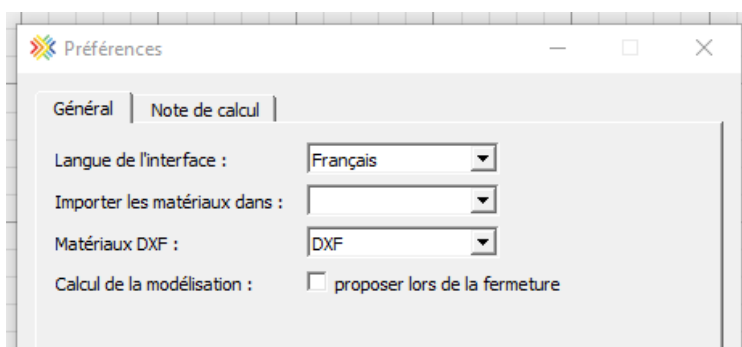 Préférences
Général Note de calcul
Langue de l'interface : Français
Importer les matériaux dans :
Matériaux DXF : DXF
Calcul de la modélisation : proposer lors de la fermeture